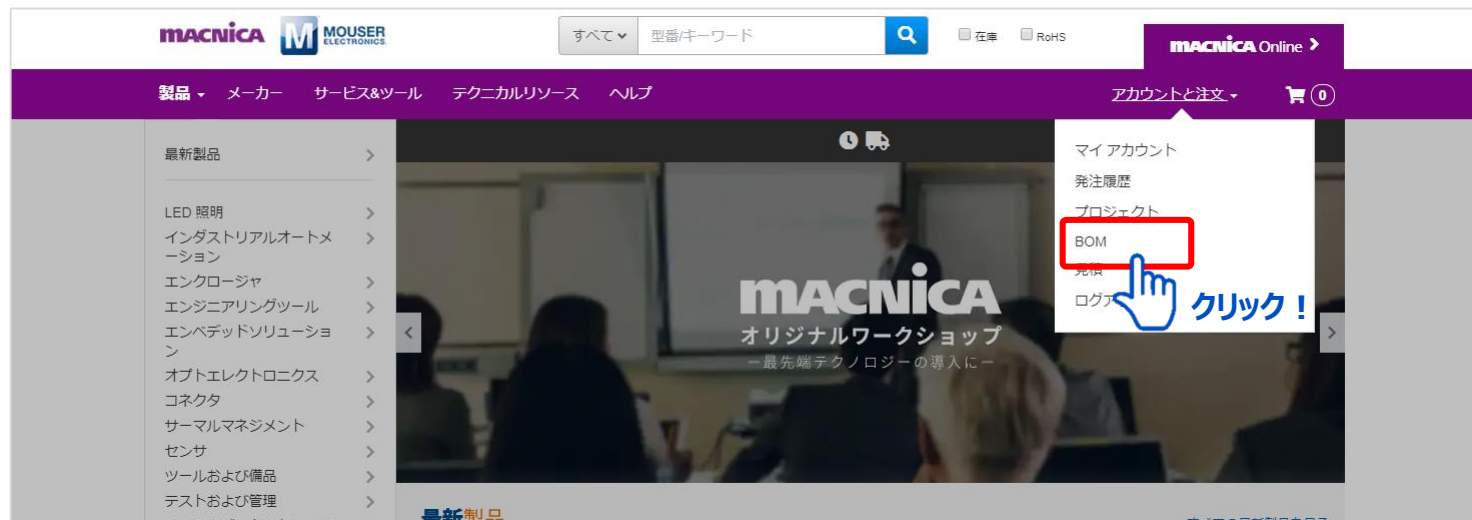 macnica M MOUSER ELECTRONICS
すべて 型番/キーワード 在庫 RoHS
macnica Online
製品 メーカー サービス&ツール テクニカルリソース ヘルプ アカウントと注文 0
最新製品
LED 照明
インダストリアルオートメ
ーション
エンクロージャ
エンジニアリングツール
エンベデッドソリューショ
ン
オプトエレクトロニクス
コネクタ
サーマルマネジメント
センサ
ツールおよび備品
テストおよび管理
macnica
オリジナルワークショップ
ー最先端テクノロジーの導入にー
マイ アカウント
発注履歴
プロジェクト
BOM
見積
ログア
クリック！
最新製品